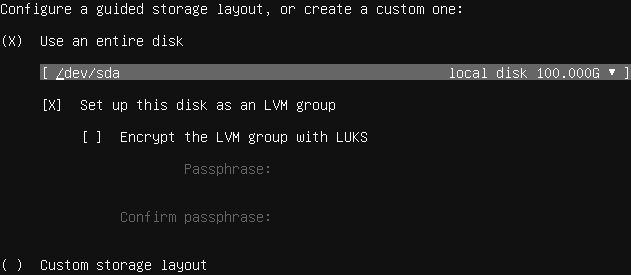 Configure a guided storage layout, or create a custom one:
(X) Use an entire disk
[ /dev/sda local disk 100.000G ▼ ]
[X] Set up this disk as an LVM group
[ ] Encrypt the LVM group with LUKS
Passphrase:
Confirm passphrase:
( ) Custom storage layout